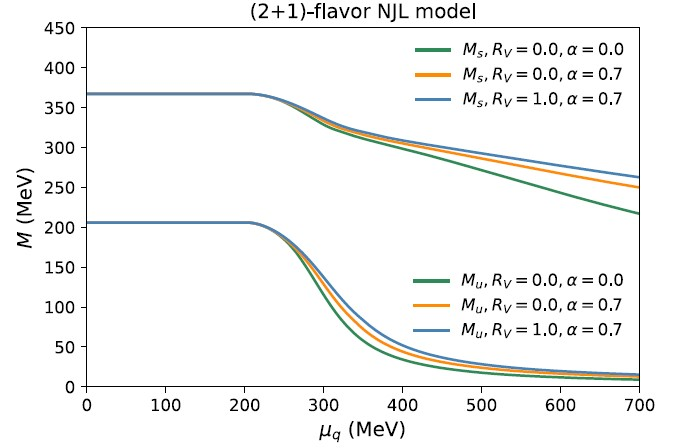 (2+1)-flavor NJL model
M (MeV)
450
400
350
300
250
200
150
100
50
0
M_s, R_V = 0.0, α = 0.0
M_s, R_V = 0.0, α = 0.7
M_s, R_V = 1.0, α = 0.7
M_u, R_V = 0.0, α = 0.0
M_u, R_V = 0.0, α = 0.7
M_u, R_V = 1.0, α = 0.7
0 100 200 300 400 500 600 700
μ_q (MeV)